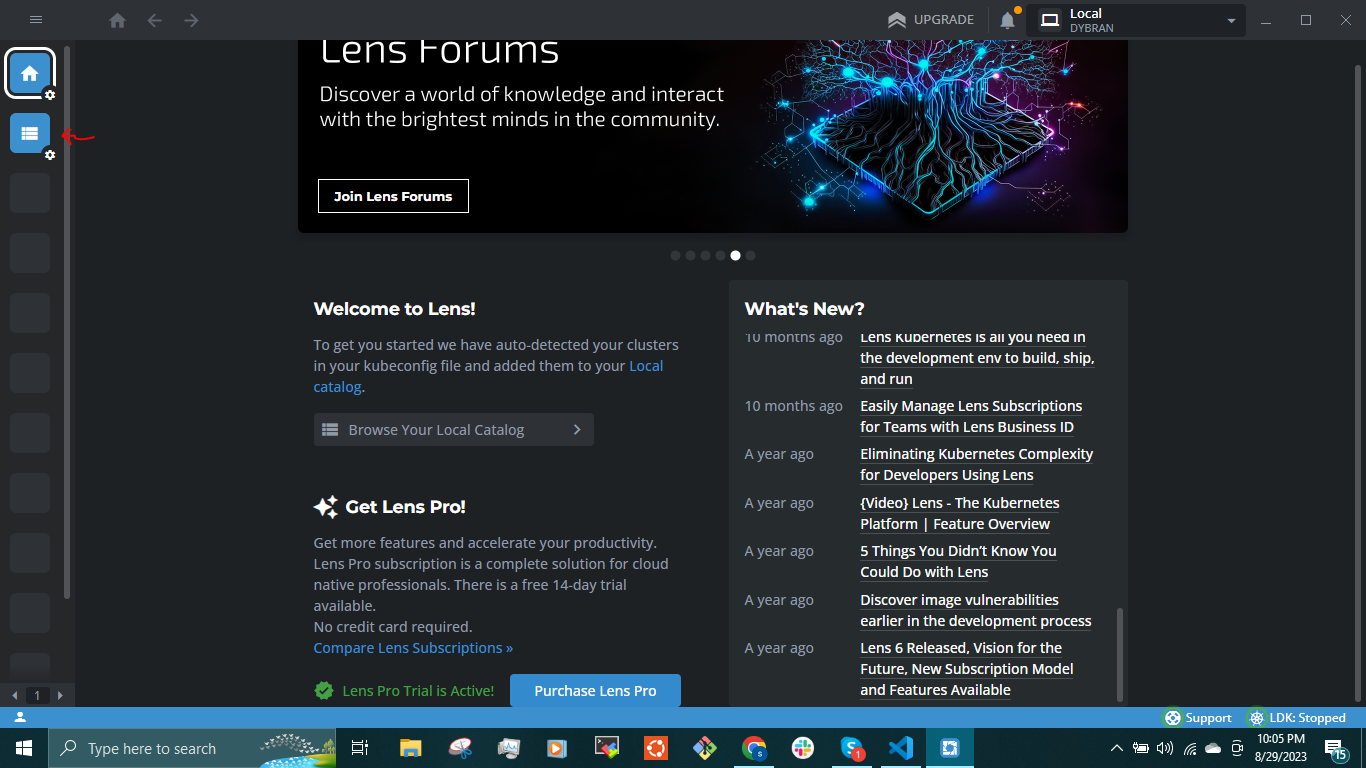 UPGRADE
Local
DYBRAN
Lens Forums
Discover a world of knowledge and interact
with the brightest minds in the community.
Join Lens Forums
Welcome to Lens!
To get you started we have auto-detected your clusters
in your kubeconfig file and added them to your Local
catalog.
Browse Your Local Catalog
Get Lens Pro!
Get more features and accelerate your productivity.
Lens Pro subscription is a complete solution for cloud
native professionals. There is a free 14-day trial
available.
No credit card required.
Compare Lens Subscriptions »
Lens Pro Trial is Active!
Purchase Lens Pro
What's New?
10 months ago
Lens Kubernetes is all you need in
the development env to build, ship,
and run
10 months ago
Easily Manage Lens Subscriptions
for Teams with Lens Business ID
A year ago
Eliminating Kubernetes Complexity
for Developers Using Lens
A year ago
{Video} Lens - The Kubernetes
Platform | Feature Overview
A year ago
5 Things You Didn’t Know You
Could Do with Lens
A year ago
Discover image vulnerabilities
earlier in the development process
A year ago
Lens 6 Released, Vision for the
Future, New Subscription Model
and Features Available
1
Support
LDK: Stopped
Type here to search
S
1
10:05 PM
8/29/2023
15